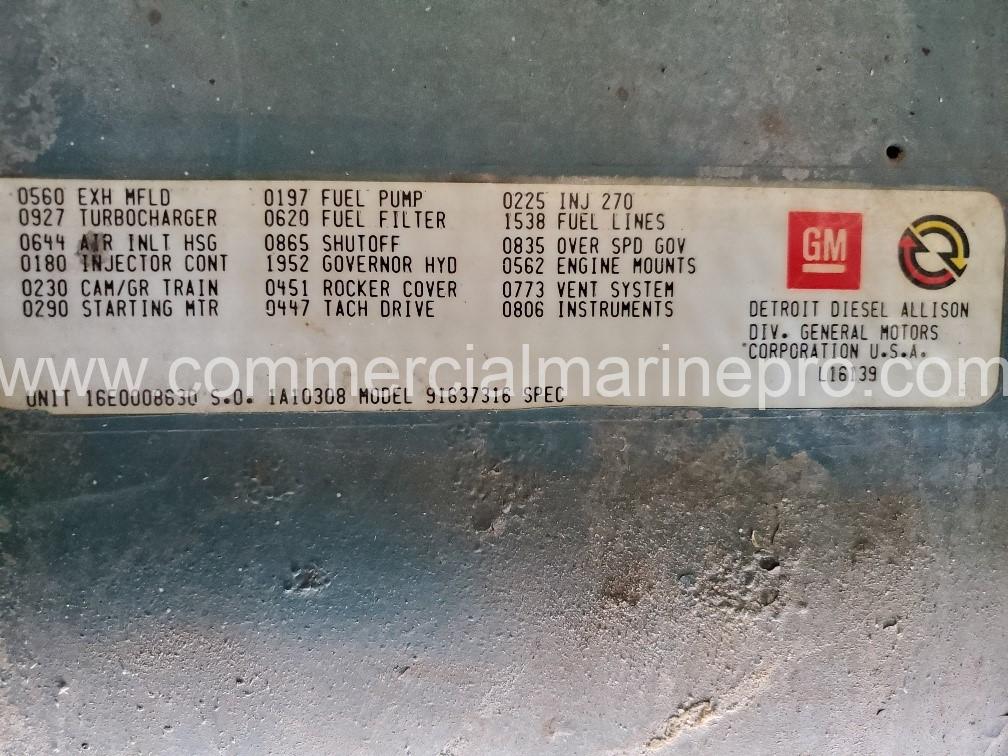 0560 EXH MFLD 0197 FUEL PUMP 0225 INJ 270
0927 TURBOCHARGER 0620 FUEL FILTER 1538 FUEL LINES
0644 AIR INLT HSG 0865 SHUTOFF 0835 OVER SPD GOV
0180 INJECTOR CONT 1952 GOVERNOR HYD 0562 ENGINE MOUNTS
0230 CAM/GR TRAIN 0451 ROCKER COVER 0773 VENT SYSTEM
0290 STARTING MTR 0447 TACH DRIVE 0806 INSTRUMENTS
GM
DETROIT DIESEL ALLISON
DIV. GENERAL MOTORS
CORPORATION U.S.A.
L16139
www.commercialmarinepro.com
UNIT 16E0008630 S.O. 1A10308 MODEL 91637316 SPEC